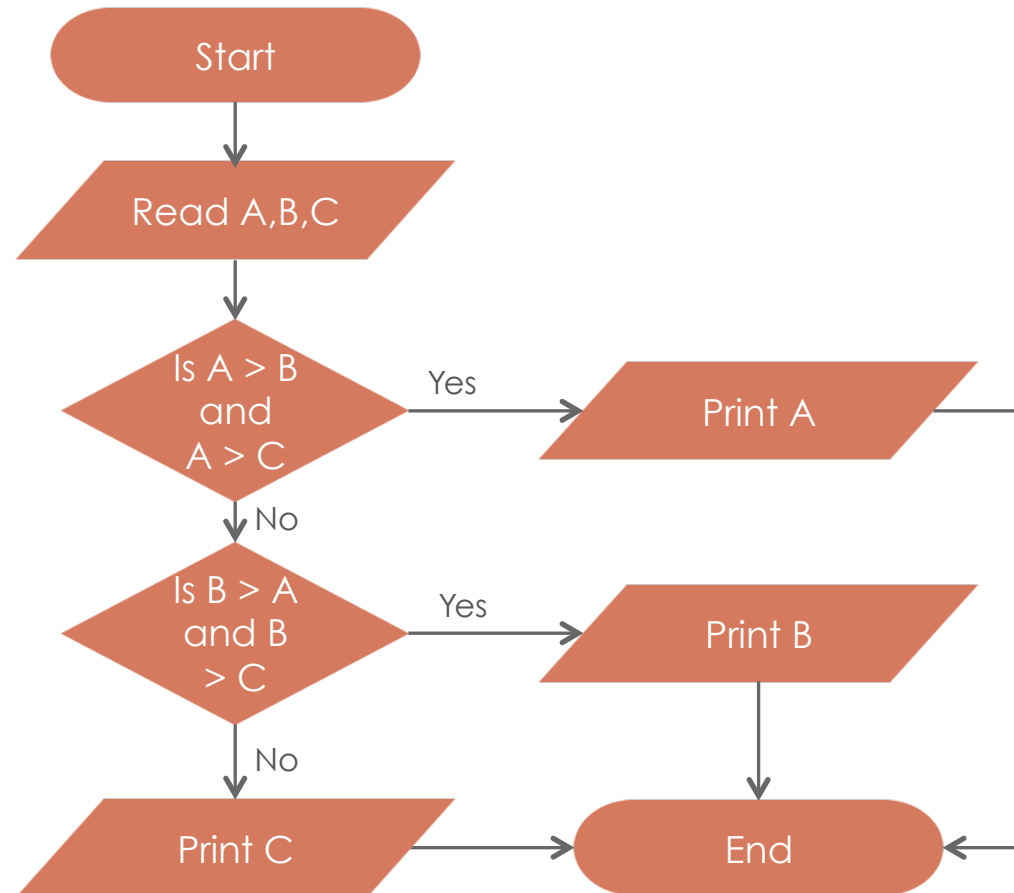 Start
Read A,B,C
Is A > B
and
A > C
Yes
Print A
No
Is B > A
and B
> C
Yes
Print B
No
Print C
End